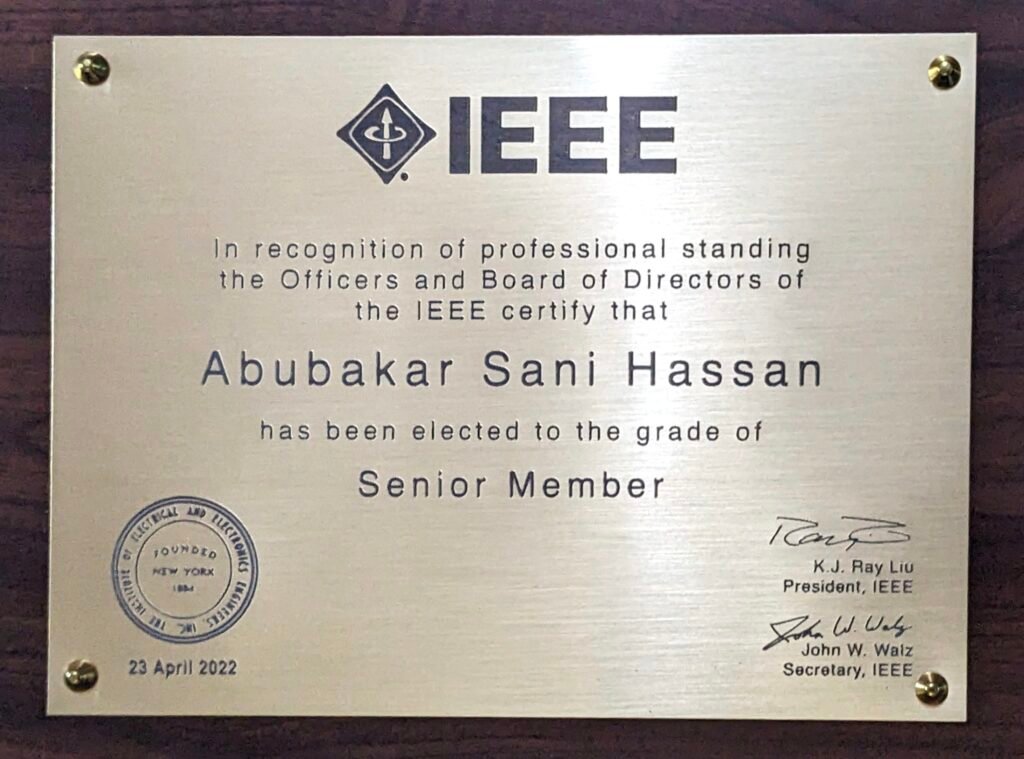 IEEE
In recognition of professional standing
the Officers and Board of Directors of
the IEEE certify that
Abubakar Sani Hassan
has been elected to the grade of
Senior Member
THE INSTITUTE OF ELECTRICAL AND ELECTRONICS ENGINEERS, INC.
FOUNDED
NEW YORK
1884
23 April 2022
K.J. Ray Liu
President, IEEE
John W. Walz
John W. Walz
Secretary, IEEE